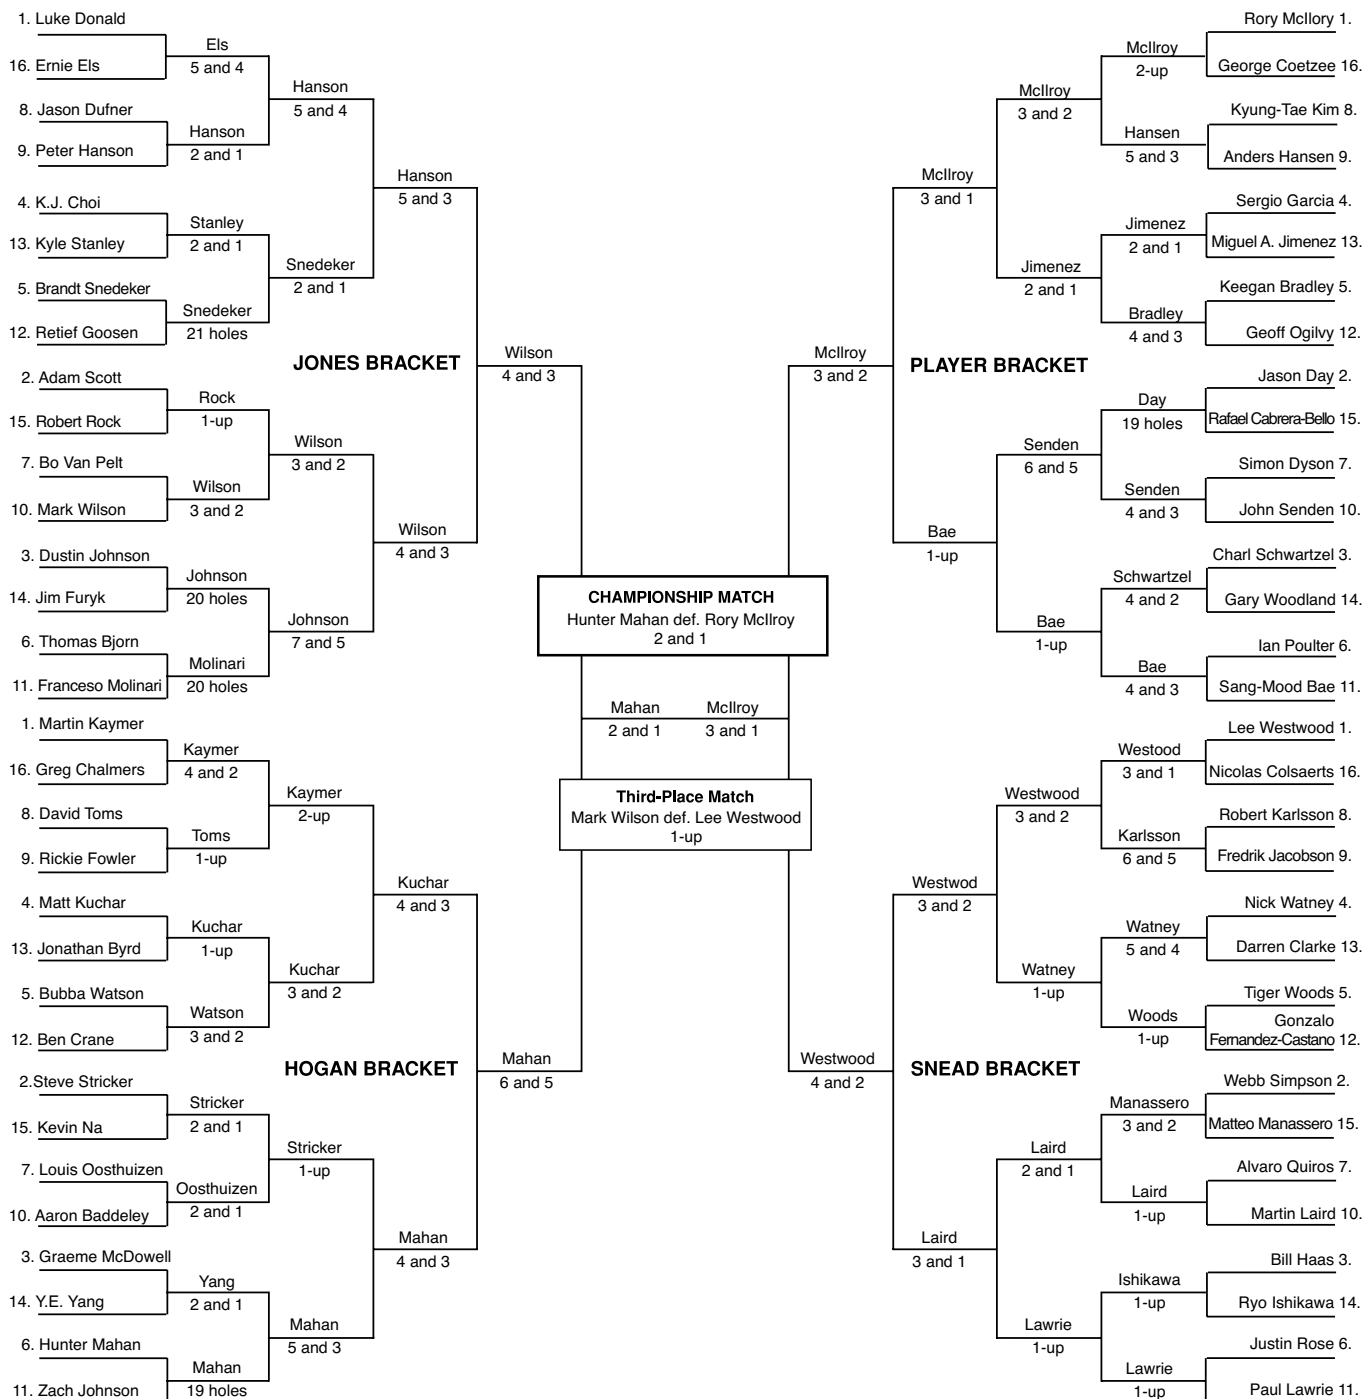 1. Luke Donald
16. Ernie Els
8. Jason Dufner
9. Peter Hanson
4. K.J. Choi
13. Kyle Stanley
5. Brandt Snedeker
12. Retief Goosen
2. Adam Scott
15. Robert Rock
7. Bo Van Pelt
10. Mark Wilson
3. Dustin Johnson
14. Jim Furyk
6. Thomas Bjorn
11. Franceso Molinari
Els
5 and 4
Hanson
2 and 1
Stanley
2 and 1
Snedeker
21 holes
Rock
1-up
Wilson
3 and 2
Johnson
20 holes
Molinari
20 holes
Hanson
5 and 4
Snedeker
2 and 1
Wilson
3 and 2
Johnson
7 and 5
Hanson
5 and 3
Wilson
4 and 3
JONES BRACKET
Wilson
4 and 3
1. Martin Kaymer
16. Greg Chalmers
8. David Toms
9. Rickie Fowler
4. Matt Kuchar
13. Jonathan Byrd
5. Bubba Watson
12. Ben Crane
2.Steve Stricker
15. Kevin Na
7. Louis Oosthuizen
10. Aaron Baddeley
3. Graeme McDowell
14. Y.E. Yang
6. Hunter Mahan
11. Zach Johnson
Kaymer
4 and 2
Toms
1-up
Kuchar
1-up
Watson
3 and 2
Stricker
2 and 1
Oosthuizen
2 and 1
Yang
2 and 1
Mahan
19 holes
Kaymer
2-up
Kuchar
3 and 2
Stricker
1-up
Mahan
5 and 3
Kuchar
4 and 3
Mahan
4 and 3
HOGAN BRACKET
Mahan
6 and 5
CHAMPIONSHIP MATCH
Hunter Mahan def. Rory McIlroy
2 and 1
Mahan
2 and 1
McIlroy
3 and 1
Third-Place Match
Mark Wilson def. Lee Westwood
1-up
McIlroy
3 and 2
PLAYER BRACKET
McIlroy
3 and 1
Bae
1-up
McIlroy
3 and 2
Jimenez
2 and 1
Senden
6 and 5
Bae
1-up
McIlroy
2-up
Hansen
5 and 3
Jimenez
2 and 1
Bradley
4 and 3
Day
19 holes
Senden
4 and 3
Schwartzel
4 and 2
Bae
4 and 3
Rory McIlory 1.
George Coetzee 16.
Kyung-Tae Kim 8.
Anders Hansen 9.
Sergio Garcia 4.
Miguel A. Jimenez 13.
Keegan Bradley 5.
Geoff Ogilvy 12.
Jason Day 2.
Rafael Cabrera-Bello 15.
Simon Dyson 7.
John Senden 10.
Charl Schwartzel 3.
Gary Woodland 14.
Ian Poulter 6.
Sang-Mood Bae 11.
Westwood
4 and 2
SNEAD BRACKET
Westwod
3 and 2
Laird
3 and 1
Westwood
3 and 2
Watney
1-up
Laird
2 and 1
Lawrie
1-up
Westood
3 and 1
Karlsson
6 and 5
Watney
5 and 4
Woods
1-up
Manassero
3 and 2
Laird
1-up
Ishikawa
1-up
Lawrie
1-up
Lee Westwood 1.
Nicolas Colsaerts 16.
Robert Karlsson 8.
Fredrik Jacobson 9.
Nick Watney 4.
Darren Clarke 13.
Tiger Woods 5.
Gonzalo
Fernandez-Castano 12.
Webb Simpson 2.
Matteo Manassero 15.
Alvaro Quiros 7.
Martin Laird 10.
Bill Haas 3.
Ryo Ishikawa 14.
Justin Rose 6.
Paul Lawrie 11.